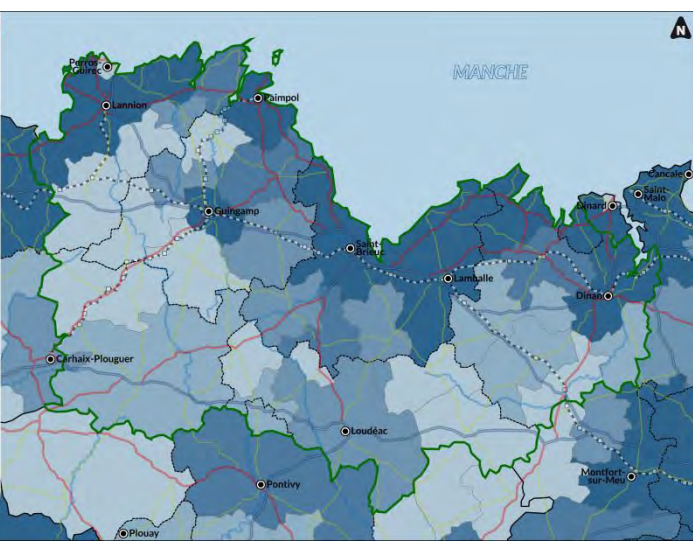 N
MANCHE
Perros-
Guirec
Lannion
Paimpol
Cancale
Saint-
Malo
Dinard
Guingamp
Saint-
Brieuc
Lamballe
Dinan
Carhaix-Plouguer
Loudéac
Montfort-
sur-Meu
Pontivy
Plouay